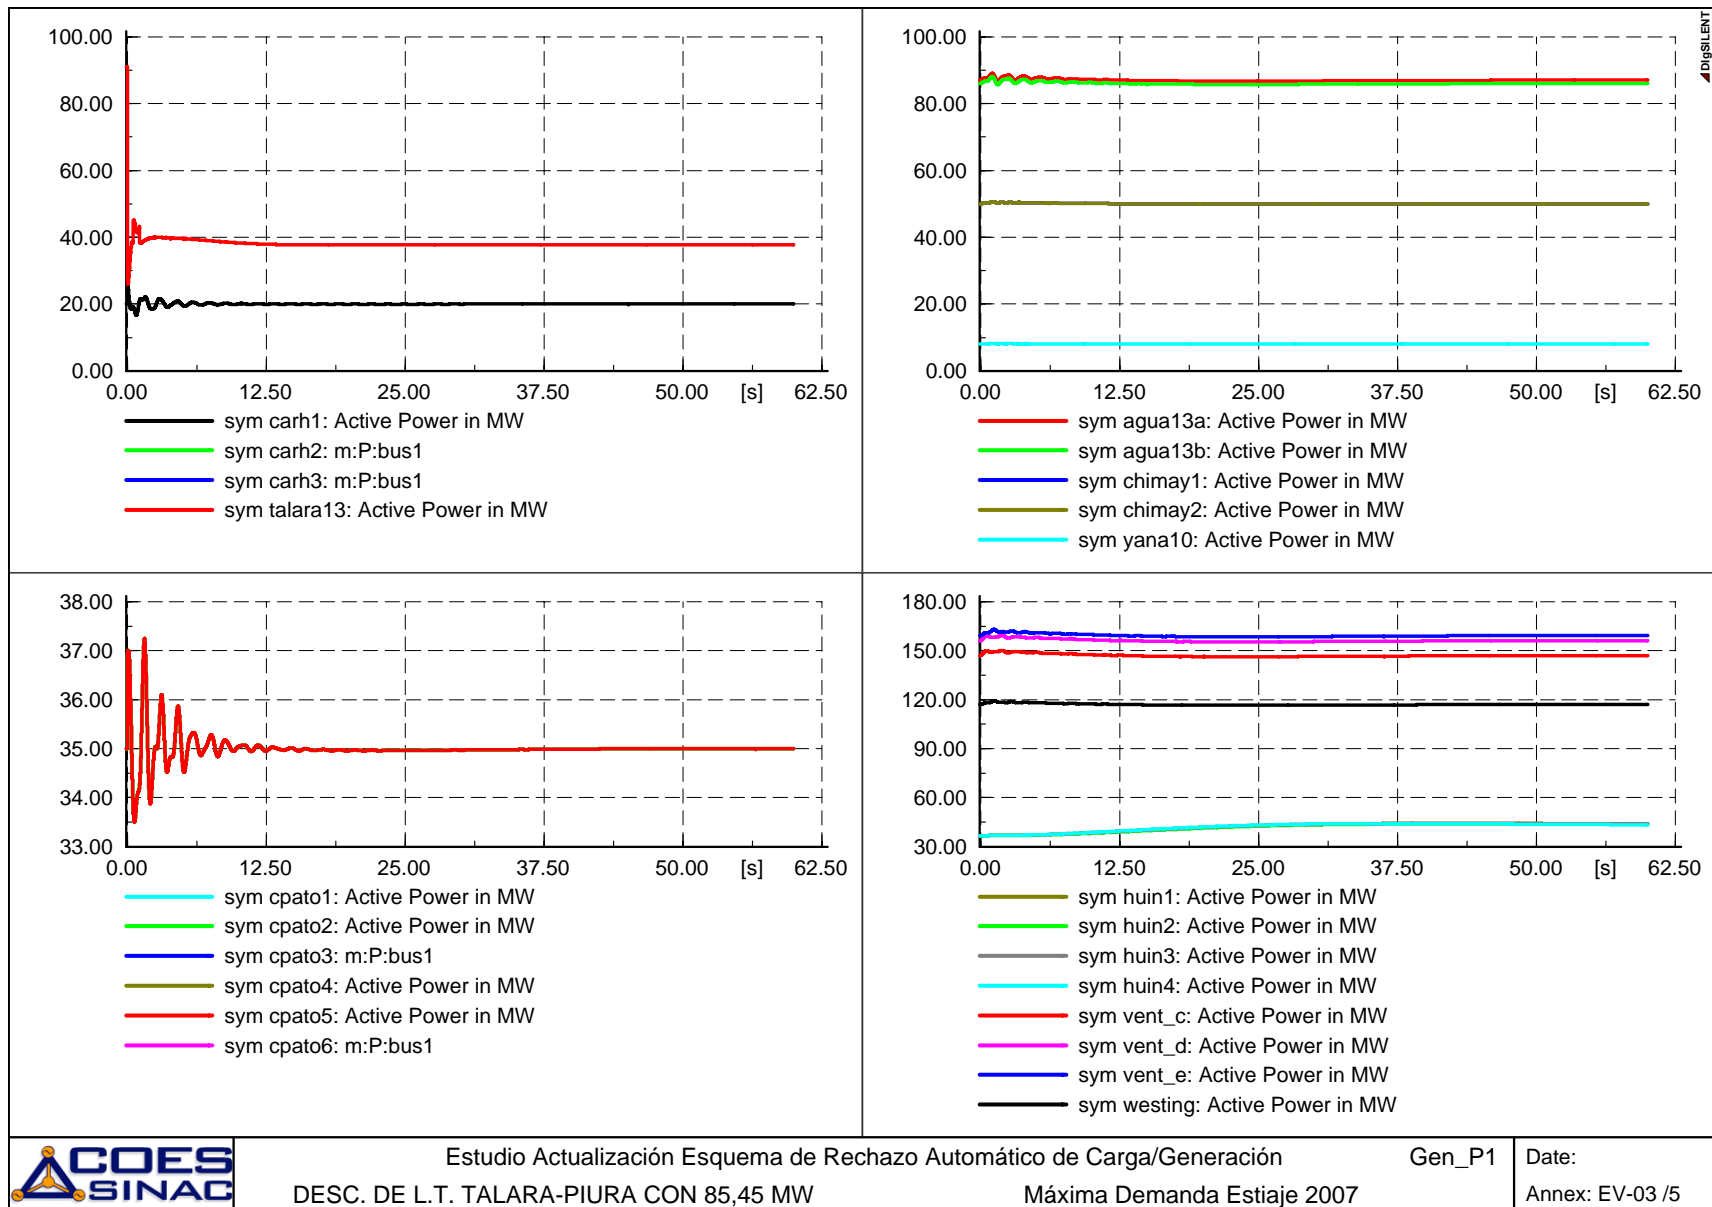 DIgSILENT
100.00
80.00
60.00
40.00
20.00
0.00
0.00 12.50 25.00 37.50 50.00 [s] 62.50
sym carh1: Active Power in MW
sym carh2: m:P:bus1
sym carh3: m:P:bus1
sym talara13: Active Power in MW
100.00
80.00
60.00
40.00
20.00
0.00
0.00 12.50 25.00 37.50 50.00 [s] 62.50
sym agua13a: Active Power in MW
sym agua13b: Active Power in MW
sym chimay1: Active Power in MW
sym chimay2: Active Power in MW
sym yana10: Active Power in MW
38.00
37.00
36.00
35.00
34.00
33.00
0.00 12.50 25.00 37.50 50.00 [s] 62.50
sym cpato1: Active Power in MW
sym cpato2: Active Power in MW
sym cpato3: m:P:bus1
sym cpato4: Active Power in MW
sym cpato5: Active Power in MW
sym cpato6: m:P:bus1
180.00
150.00
120.00
90.00
60.00
30.00
0.00 12.50 25.00 37.50 50.00 [s] 62.50
sym huin1: Active Power in MW
sym huin2: Active Power in MW
sym huin3: Active Power in MW
sym huin4: Active Power in MW
sym vent_c: Active Power in MW
sym vent_d: Active Power in MW
sym vent_e: Active Power in MW
sym westing: Active Power in MW
COES
SINAC
Estudio Actualización Esquema de Rechazo Automático de Carga/Generación Gen_P1
DESC. DE L.T. TALARA-PIURA CON 85,45 MW Máxima Demanda Estiaje 2007
Date:
Annex: EV-03 /5